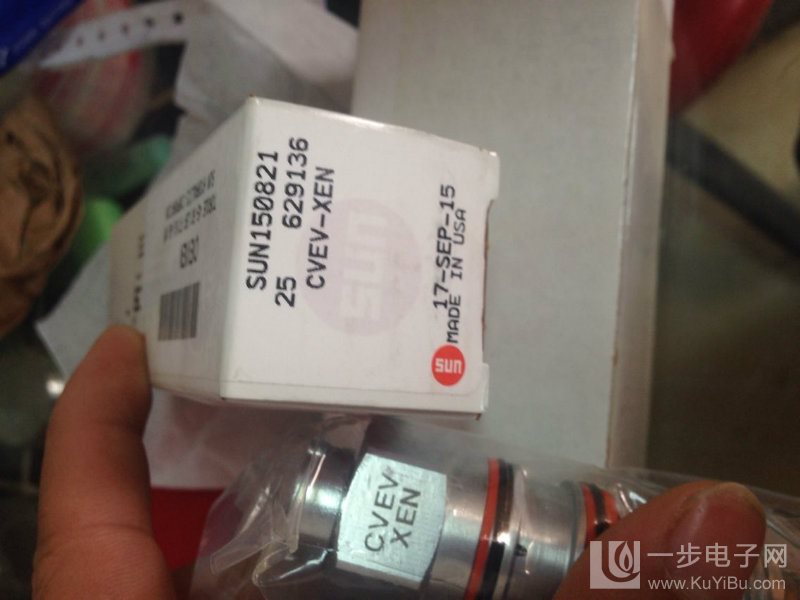 SUN150821
25 629136
CVEV-XEN
sun
17-SEP-15
MADE IN USA
sun
CVEV
XEN
一步电子网
www.KuYiBu.com